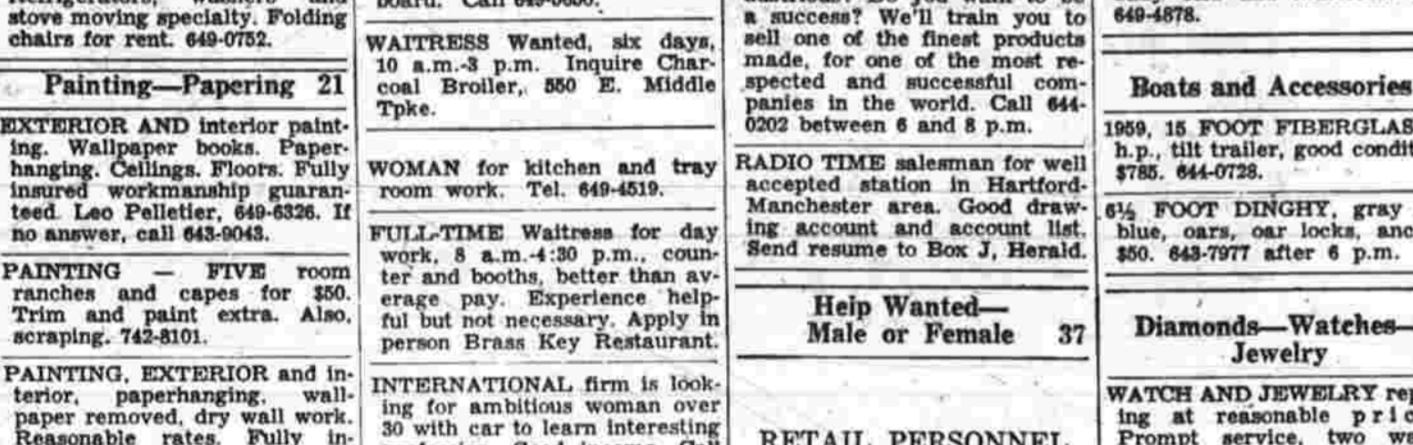 stove moving specialty. Folding
chairs for rent. 649-0752.
Painting—Papering 21
EXTERIOR AND interior paint-
ing. Wallpaper books. Paper-
hanging. Ceilings. Floors. Fully
insured workmanship guaran-
teed. Leo Pelletier, 649-6326. If
no answer, call 643-9043.
PAINTING — FIVE room
ranches and capes for $50.
Trim and paint extra. Also,
scraping. 742-8101.
PAINTING, EXTERIOR and in-
terior, paperhanging, wall-
paper removed, dry wall work.
Reasonable rates. Fully in-
WAITRESS Wanted, six days,
10 a.m.-3 p.m. Inquire Char-
coal Broiler, 550 E. Middle
Tpke.
WOMAN for kitchen and tray
room work. Tel. 649-4519.
FULL-TIME Waitress for day
work, 8 a.m.-4:30 p.m., coun-
ter and booths, better than av-
erage pay. Experience help-
ful but not necessary. Apply in
person Brass Key Restaurant.
INTERNATIONAL firm is look-
ing for ambitious woman over
30 with car to learn interesting
a success? We'll train you to
sell one of the finest products
made, for one of the most re-
spected and successful com-
panies in the world. Call 644-
0202 between 6 and 8 p.m.
RADIO TIME salesman for well
accepted station in Hartford-
Manchester area. Good draw-
ing account and account list.
Send resume to Box J, Herald.
Help Wanted—
Male or Female 37
RETAIL PERSONNEL
649-4878.
Boats and Accessories
1959, 15 FOOT FIBERGLAS
h.p., tilt trailer, good condit
$785. 644-0728.
6½ FOOT DINGHY, gray
blue, oars, oar locks, anc
$50. 643-7977 after 6 p.m.
Diamonds—Watches—
Jewelry
WATCH AND JEWELRY rep
ing at reasonable pric
Prompt service, two we